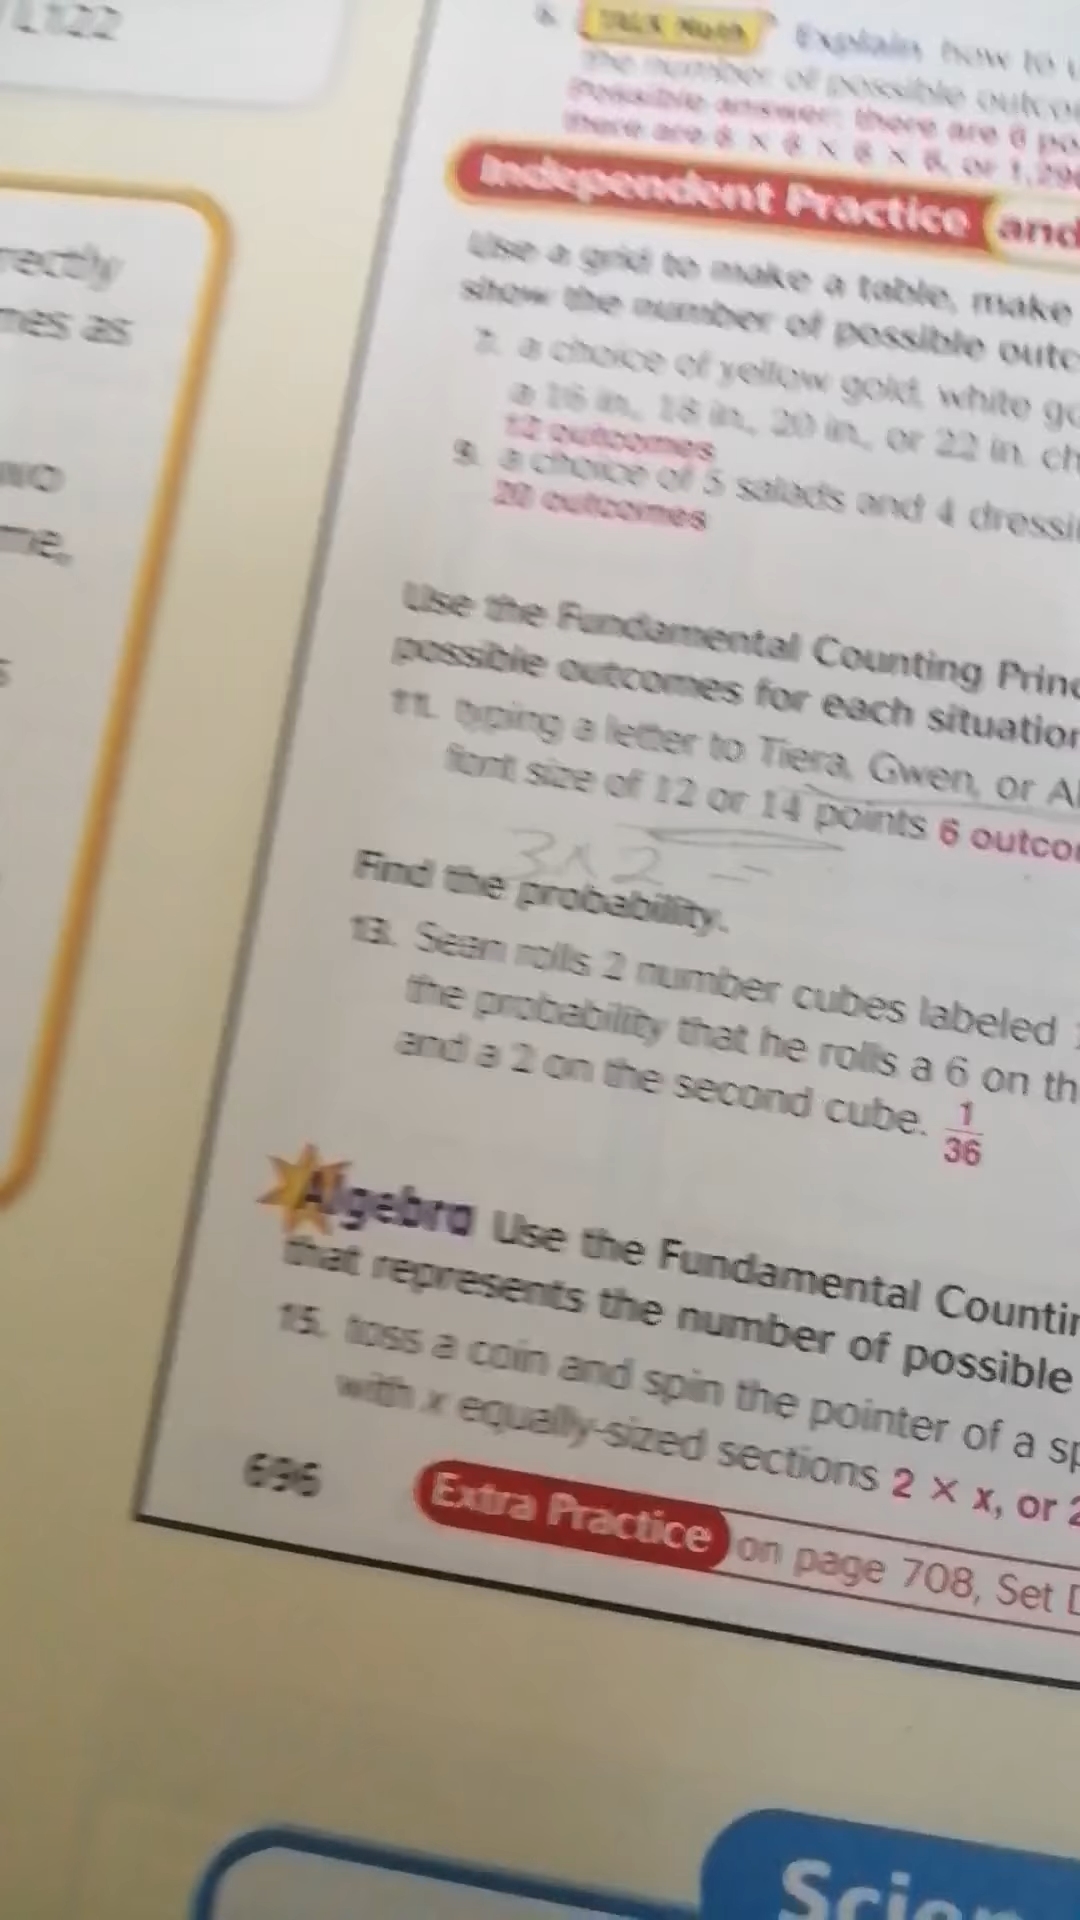 L122
rectly
mes as
wo
me,
6. TALK Math Explain how to u
the number of possible outco
Possible answer: there are 6 po
there are 6 × 6 × 6 × 6, or 1,296
Independent Practice and
Use a grid to make a table, make
show the number of possible outc
7. a choice of yellow gold, white go
a 16 in., 18 in., 20 in., or 22 in. ch
12 outcomes
9. a choice of 5 salads and 4 dressi
20 outcomes
Use the Fundamental Counting Princ
possible outcomes for each situation
11. typing a letter to Tiera, Gwen, or Al
font size of 12 or 14 points 6 outco
3 × 2 =
Find the probability.
13. Sean rolls 2 number cubes labeled 1
the probability that he rolls a 6 on th
and a 2 on the second cube. 1/36
Algebra Use the Fundamental Countin
that represents the number of possible
15. toss a coin and spin the pointer of a sp
with x equally-sized sections 2 × x, or 2
696
Extra Practice on page 708, Set D
Scien